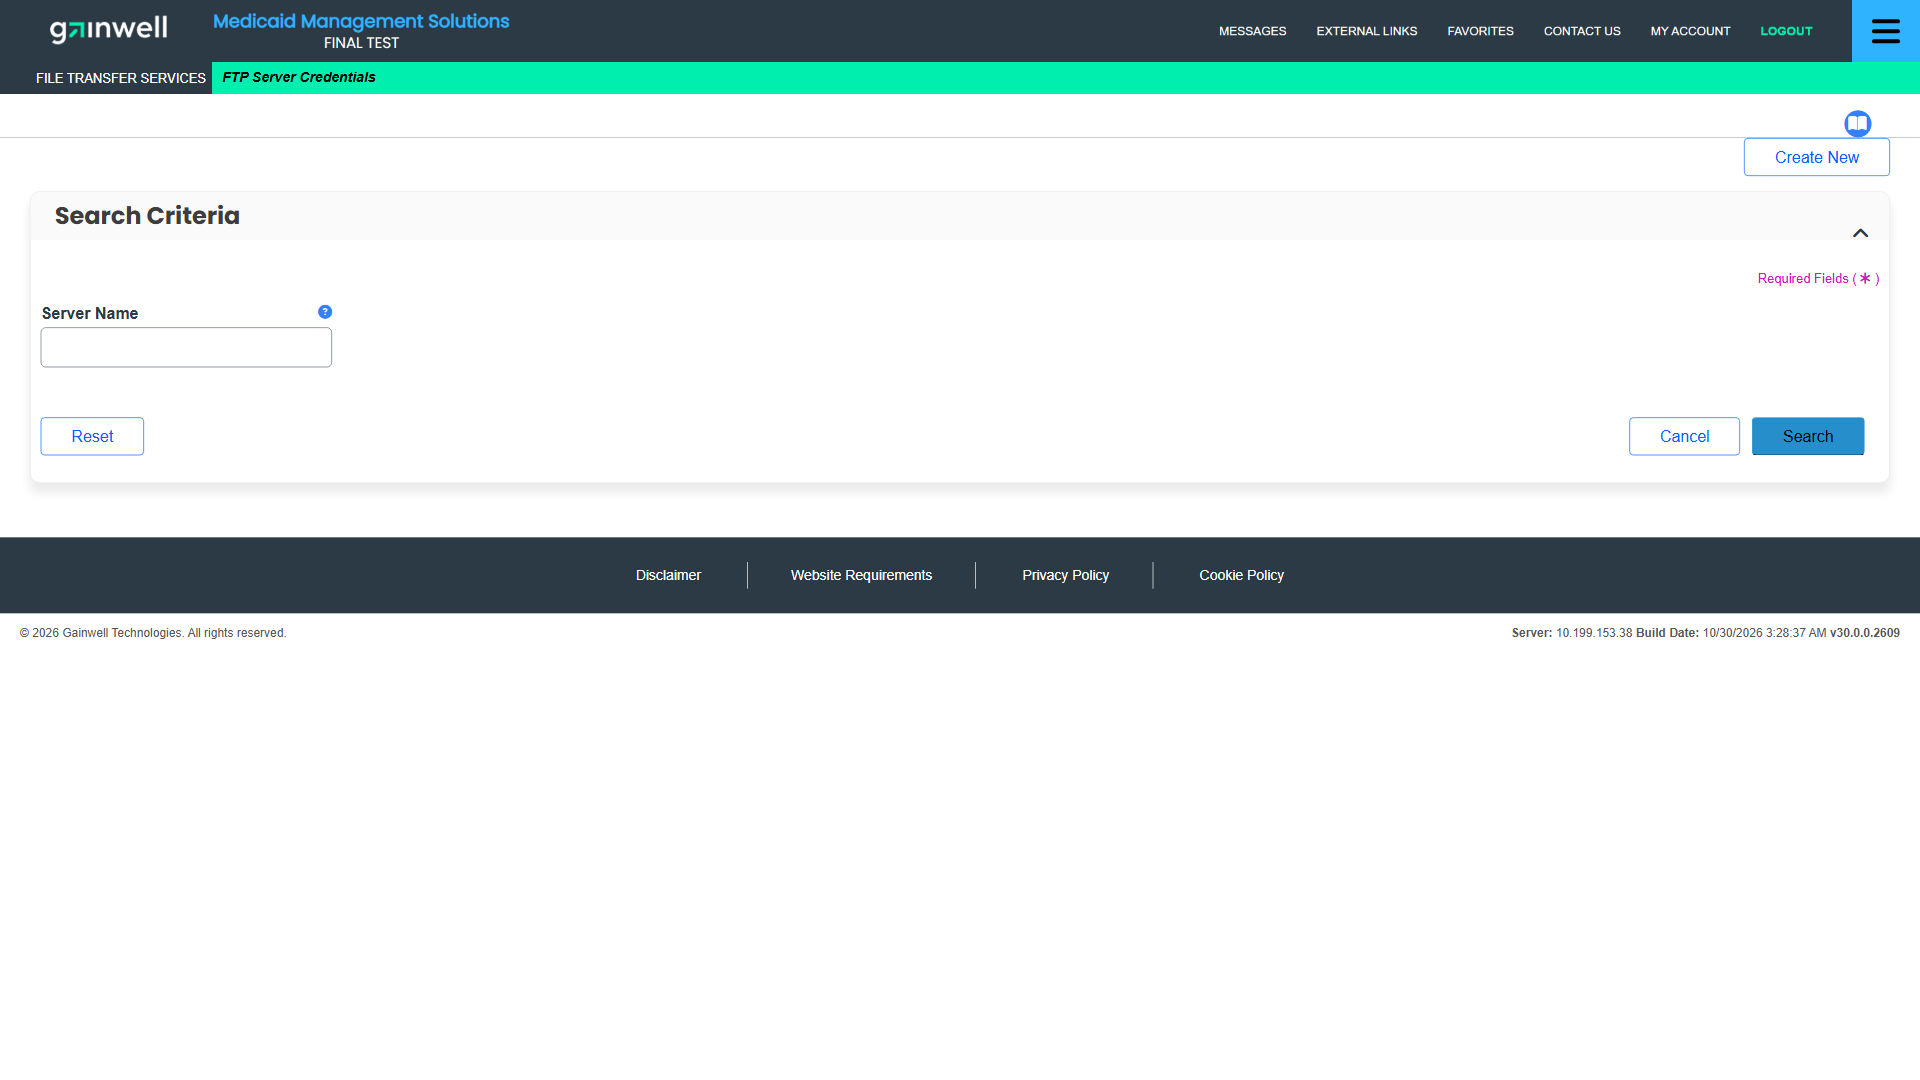 gainwell
Medicaid Management Solutions
FINAL TEST
MESSAGES
EXTERNAL LINKS
FAVORITES
CONTACT US
MY ACCOUNT
LOGOUT
FILE TRANSFER SERVICES
FTP Server Credentials
Create New
Search Criteria
Required Fields ( * )
Server Name
?
Reset
Cancel
Search
Disclaimer
Website Requirements
Privacy Policy
Cookie Policy
© 2026 Gainwell Technologies. All rights reserved.
Server: 10.199.153.38 Build Date: 10/30/2026 3:28:37 AM v30.0.0.2609